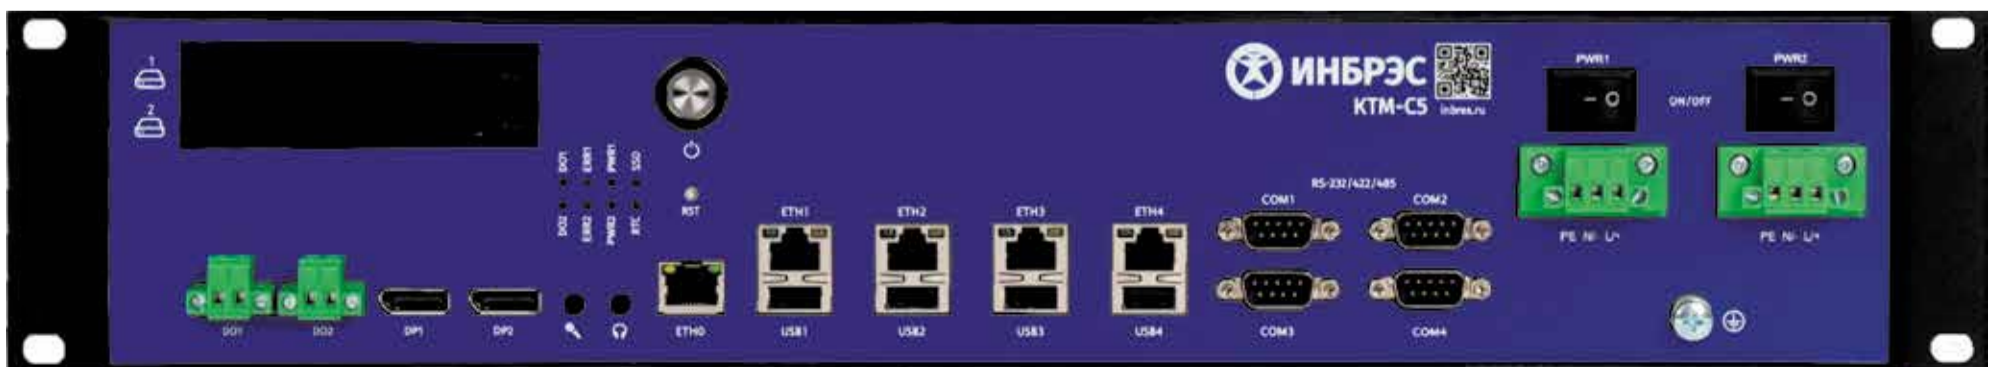 1
2
DO1 ERR1 PWR1 SSD
DO2 ERR2 PWR2 RTC
RST
ИНБРЭС
КТМ-С5
inbres.ru
PWR1
ON/OFF
PWR2
RS-232/422/485
ETH1
ETH2
ETH3
ETH4
COM1
COM2
PE N/- L/+
PE N/- L/+
DO1
DO2
DP1
DP2
ETH0
USB1
USB2
USB3
USB4
COM3
COM4